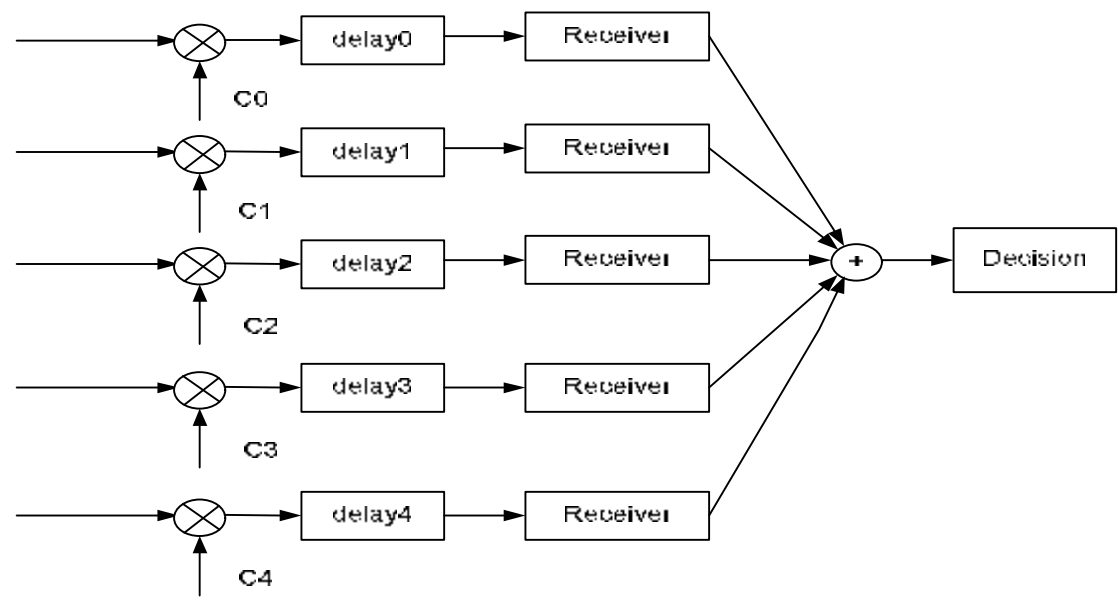 delay0 Receiver
C0
delay1 Receiver
C1
delay2 Receiver
+ Decision
C2
delay3 Receiver
C3
delay4 Receiver
C4